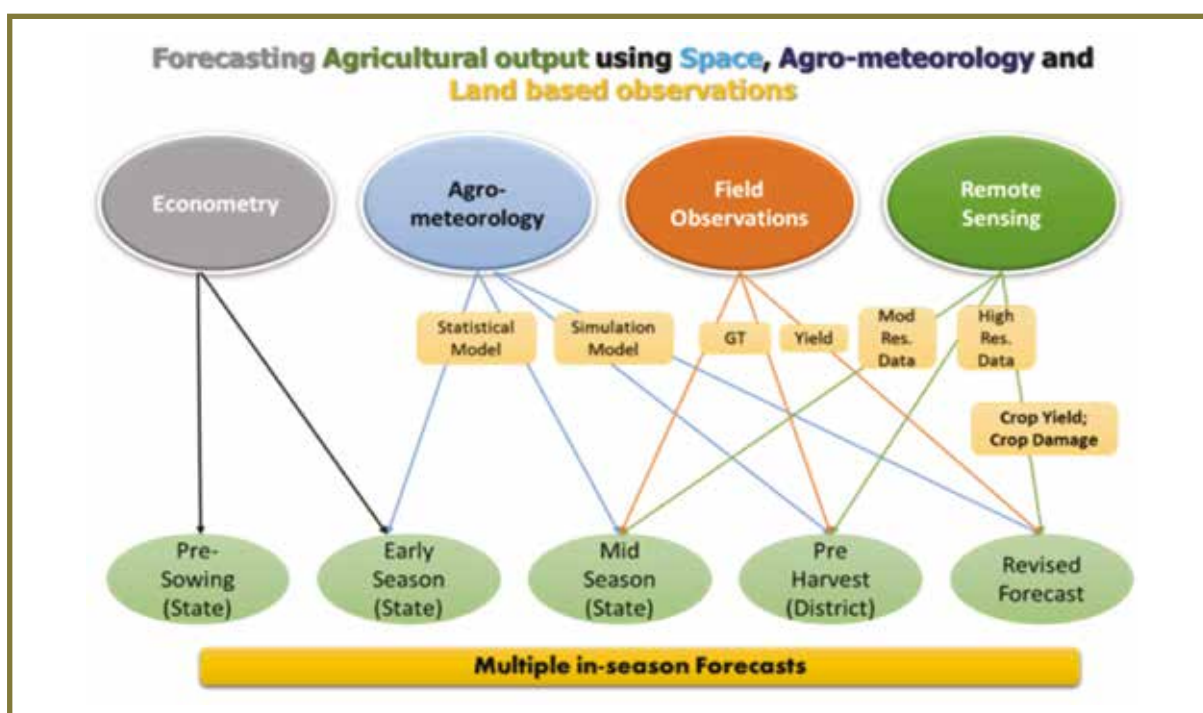 Forecasting Agricultural output using Space, Agro-meteorology and
Land based observations
Econometry
Agro-
meteorology
Field
Observations
Remote
Sensing
Statistical
Model
Simulation
Model
GT
Yield
Mod
Res.
Data
High
Res.
Data
Crop Yield;
Crop Damage
Pre-
Sowing
(State)
Early
Season
(State)
Mid
Season
(State)
Pre
Harvest
(District)
Revised
Forecast
Multiple in-season Forecasts